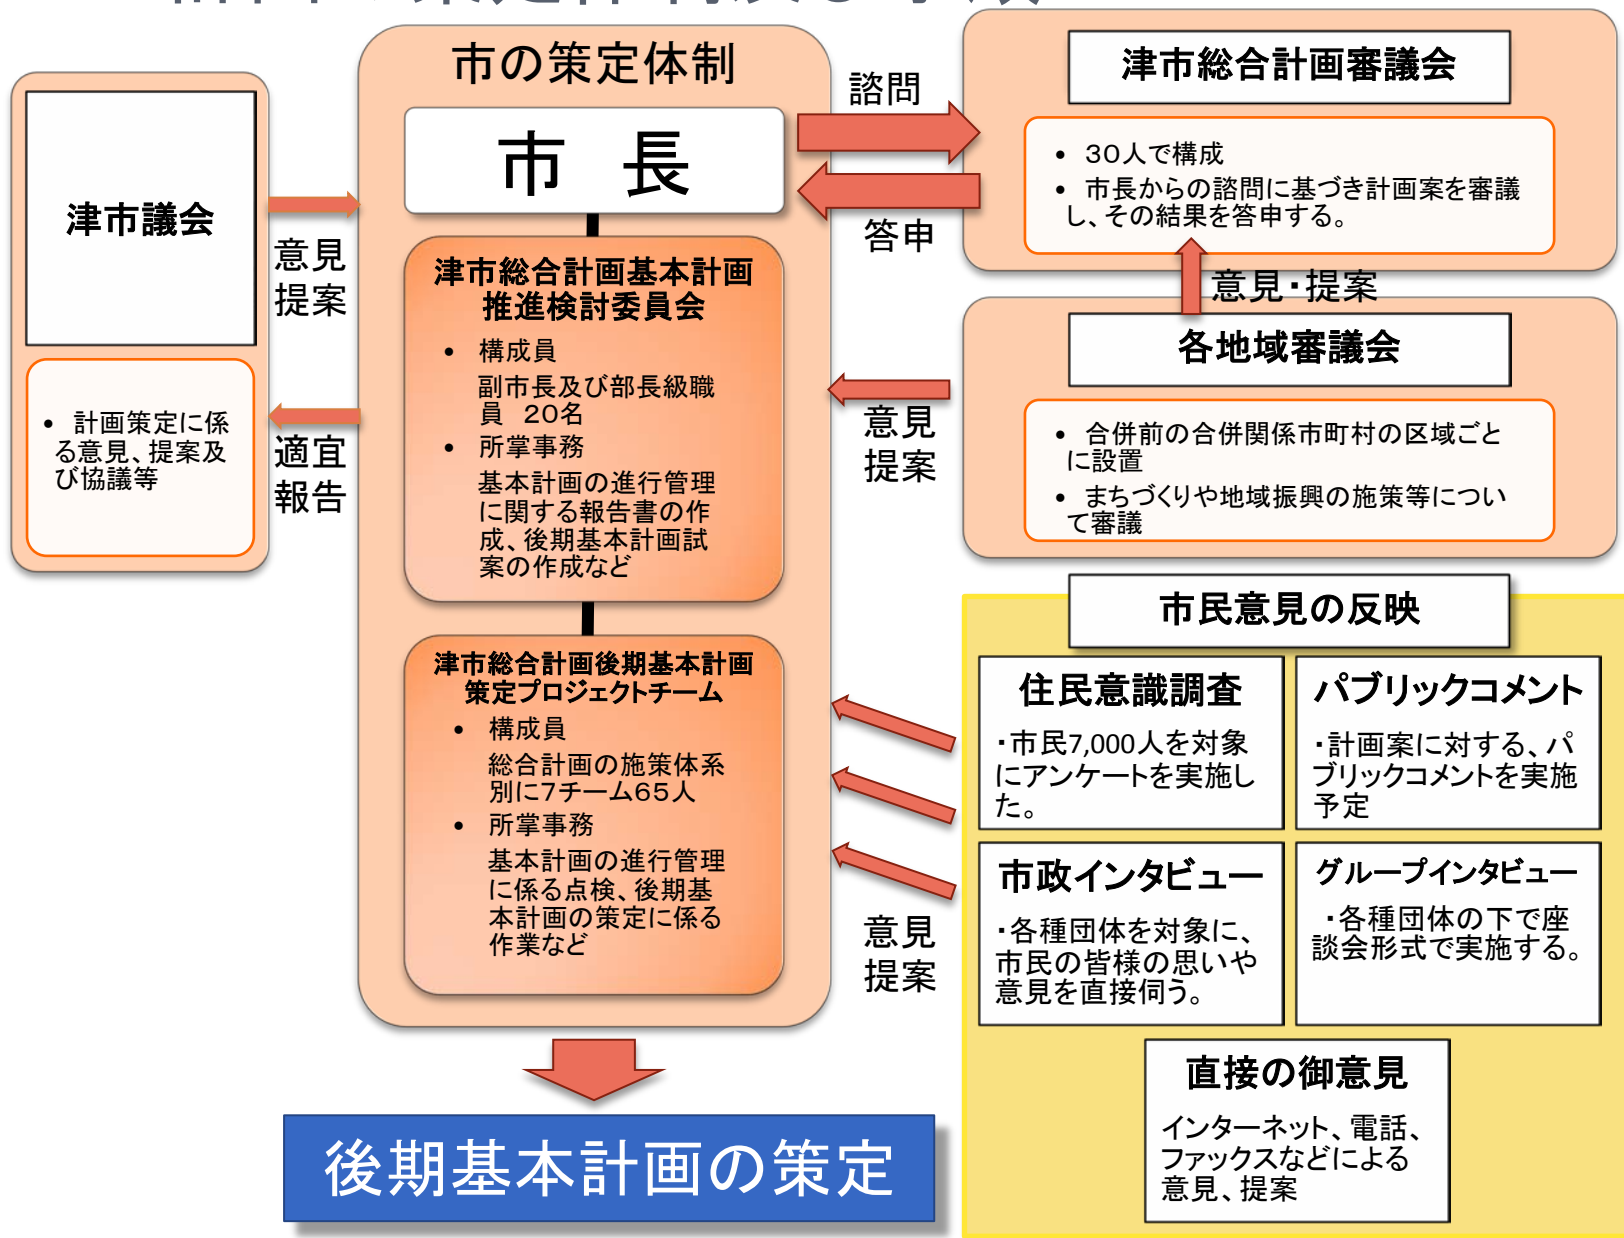 市の策定体制
市　長
津市総合計画基本計画
推進検討委員会
• 構成員
副市長及び部長級職
員　20名
• 所掌事務
基本計画の進行管理
に関する報告書の作
成、後期基本計画試
案の作成など
津市総合計画後期基本計画
策定プロジェクトチーム
• 構成員
総合計画の施策体系
別に7チーム65人
• 所掌事務
基本計画の進行管理
に係る点検、後期基
本計画の策定に係る
作業など
津市議会
• 計画策定に係
る意見、提案及
び協議等
意見
提案
適宜
報告
諮問
答申
津市総合計画審議会
• 30人で構成
• 市長からの諮問に基づき計画案を審議
し、その結果を答申する。
意見・提案
各地域審議会
• 合併前の合併関係市町村の区域ごと
に設置
• まちづくりや地域振興の施策等につい
て審議
意見
提案
市民意見の反映
住民意識調査
・市民7,000人を対象
にアンケートを実施し
た。
パブリックコメント
・計画案に対する、パ
ブリックコメントを実施
予定
市政インタビュー
・各種団体を対象に、
市民の皆様の思いや
意見を直接伺う。
グループインタビュー
・各種団体の下で座
談会形式で実施する。
直接の御意見
インターネット、電話、
ファックスなどによる
意見、提案
意見
提案
後期基本計画の策定